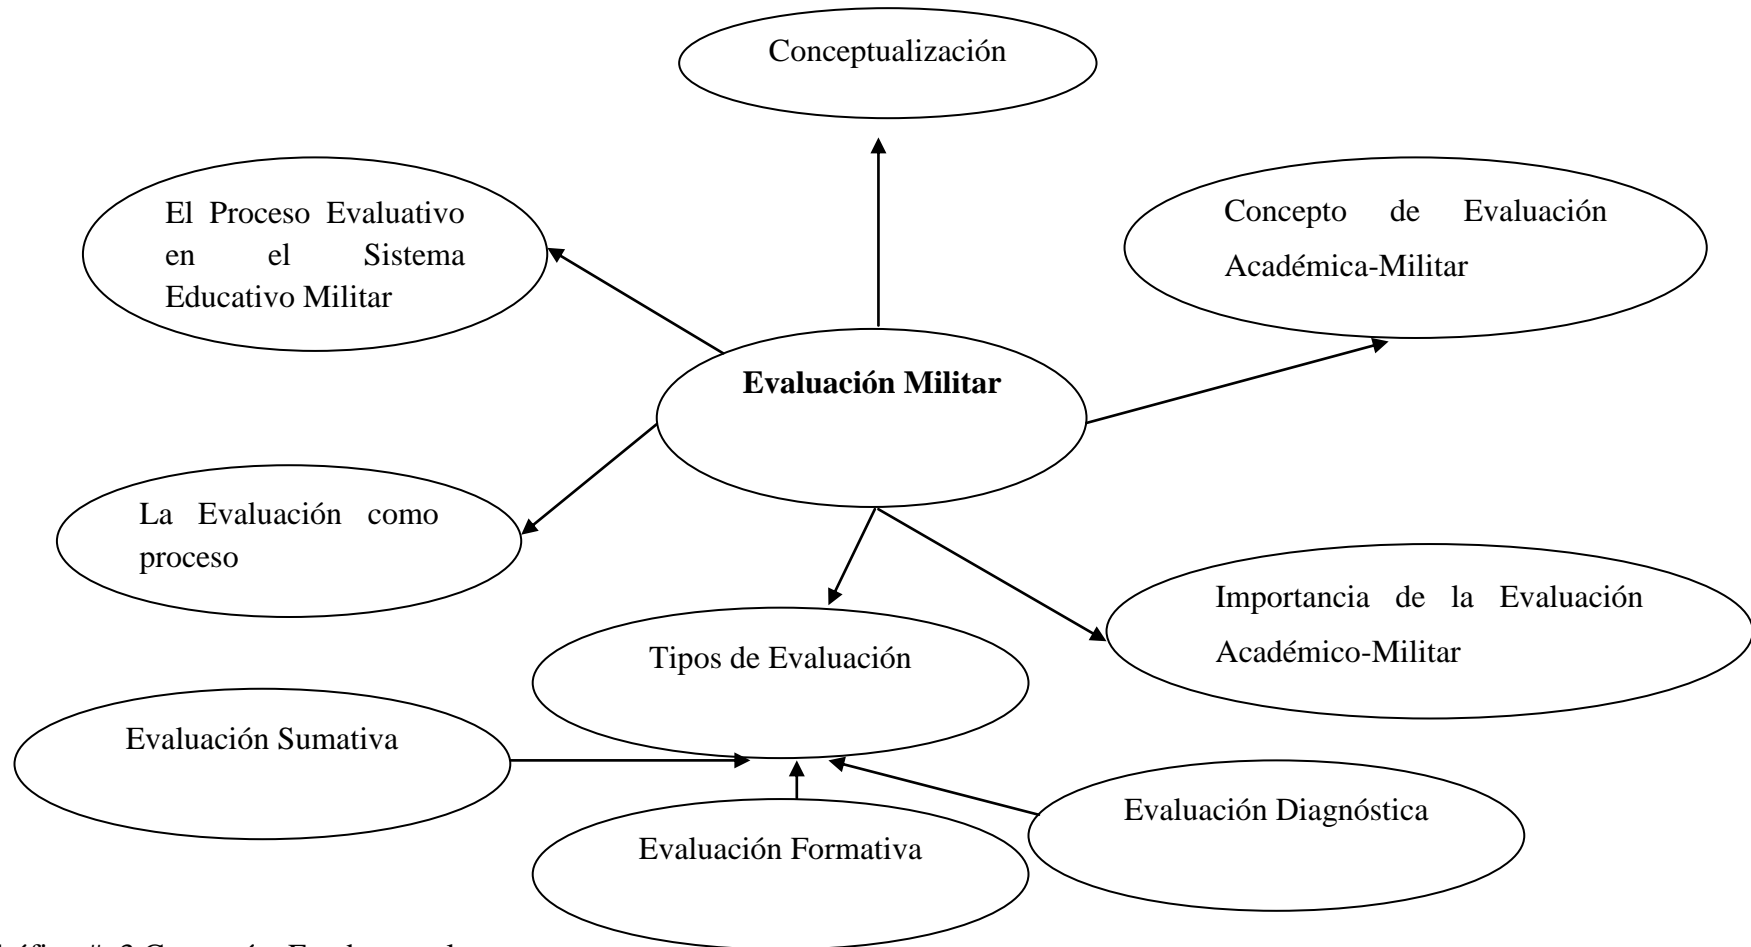 Conceptualización
El Proceso Evaluativo
en el Sistema
Educativo Militar
Concepto de Evaluación
Académica-Militar
Evaluación Militar
La Evaluación como
proceso
Importancia de la Evaluación
Académico-Militar
Tipos de Evaluación
Evaluación Sumativa
Evaluación Diagnóstica
Evaluación Formativa